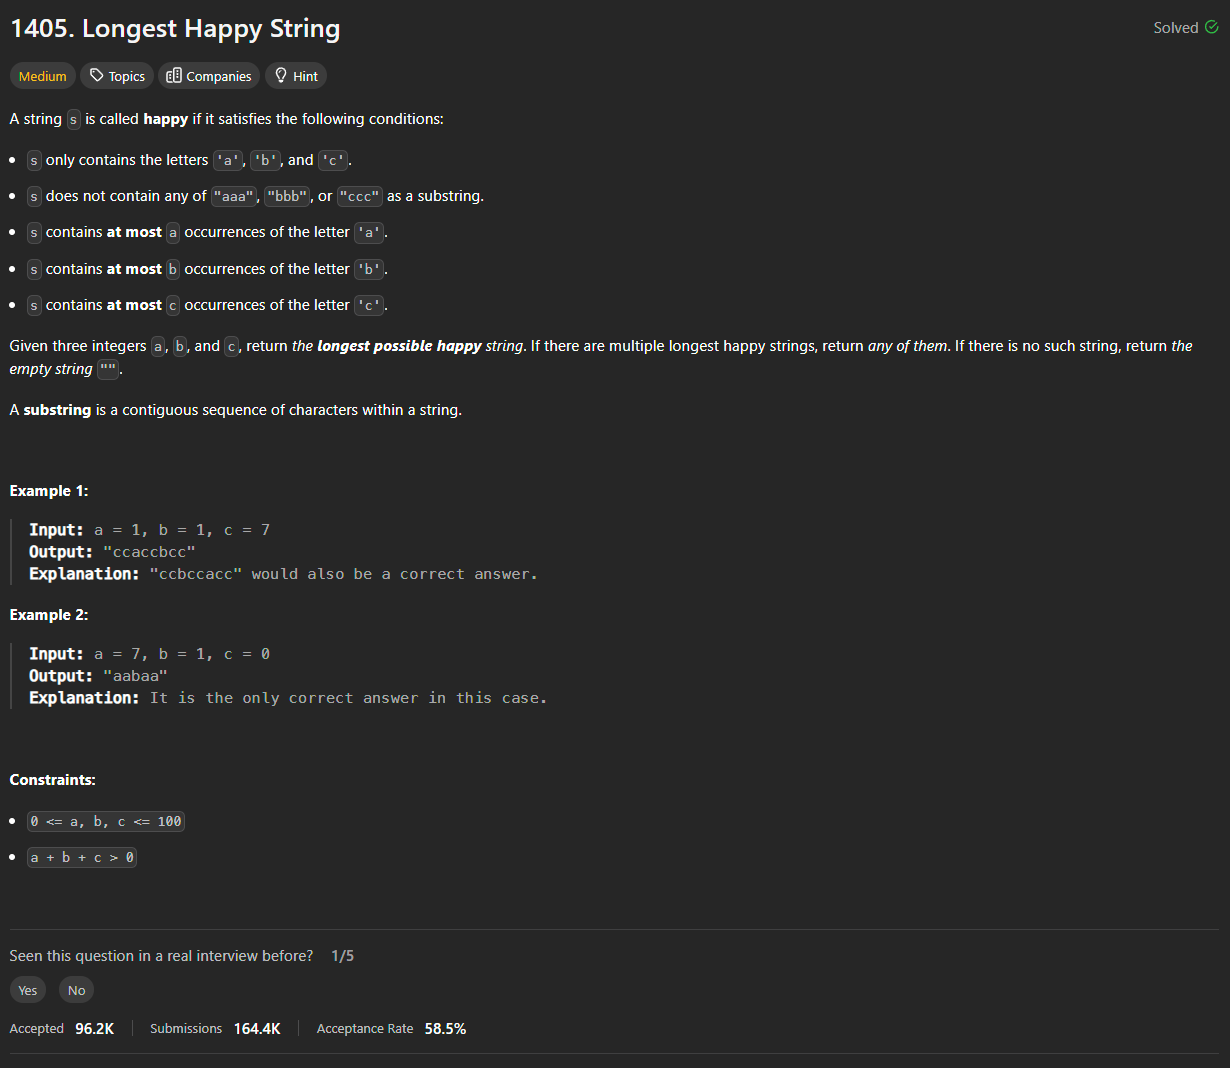 1405. Longest Happy String
Solved
Medium Topics Companies Hint
A string s is called happy if it satisfies the following conditions:
• s only contains the letters 'a', 'b', and 'c'.
• s does not contain any of "aaa", "bbb", or "ccc" as a substring.
• s contains at most a occurrences of the letter 'a'.
• s contains at most b occurrences of the letter 'b'.
• s contains at most c occurrences of the letter 'c'.
Given three integers a, b, and c, return the longest possible happy string. If there are multiple longest happy strings, return any of them. If there is no such string, return the
empty string "".
A substring is a contiguous sequence of characters within a string.
Example 1:
Input: a = 1, b = 1, c = 7
Output: "ccaccbcc"
Explanation: "ccbccacc" would also be a correct answer.
Example 2:
Input: a = 7, b = 1, c = 0
Output: "aabaa"
Explanation: It is the only correct answer in this case.
Constraints:
• 0 <= a, b, c <= 100
• a + b + c > 0
Seen this question in a real interview before? 1/5
Yes No
Accepted 96.2K Submissions 164.4K Acceptance Rate 58.5%